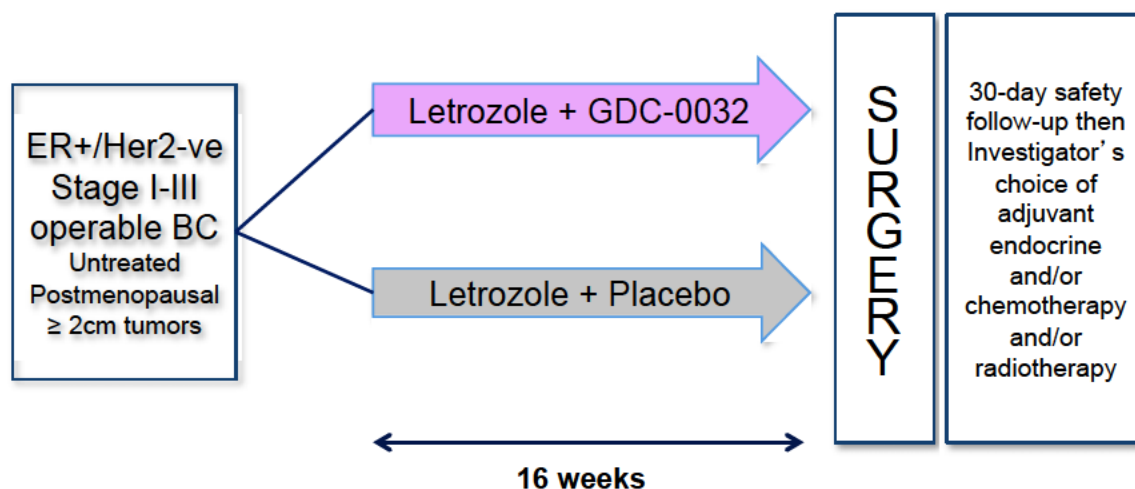 ER+/Her2-ve
Stage I-III
operable BC
Untreated
Postmenopausal
≥ 2cm tumors
Letrozole + GDC-0032
Letrozole + Placebo
16 weeks
SURGERY
30-day safety
follow-up then
Investigator's
choice of
adjuvant
endocrine
and/or
chemotherapy
and/or
radiotherapy